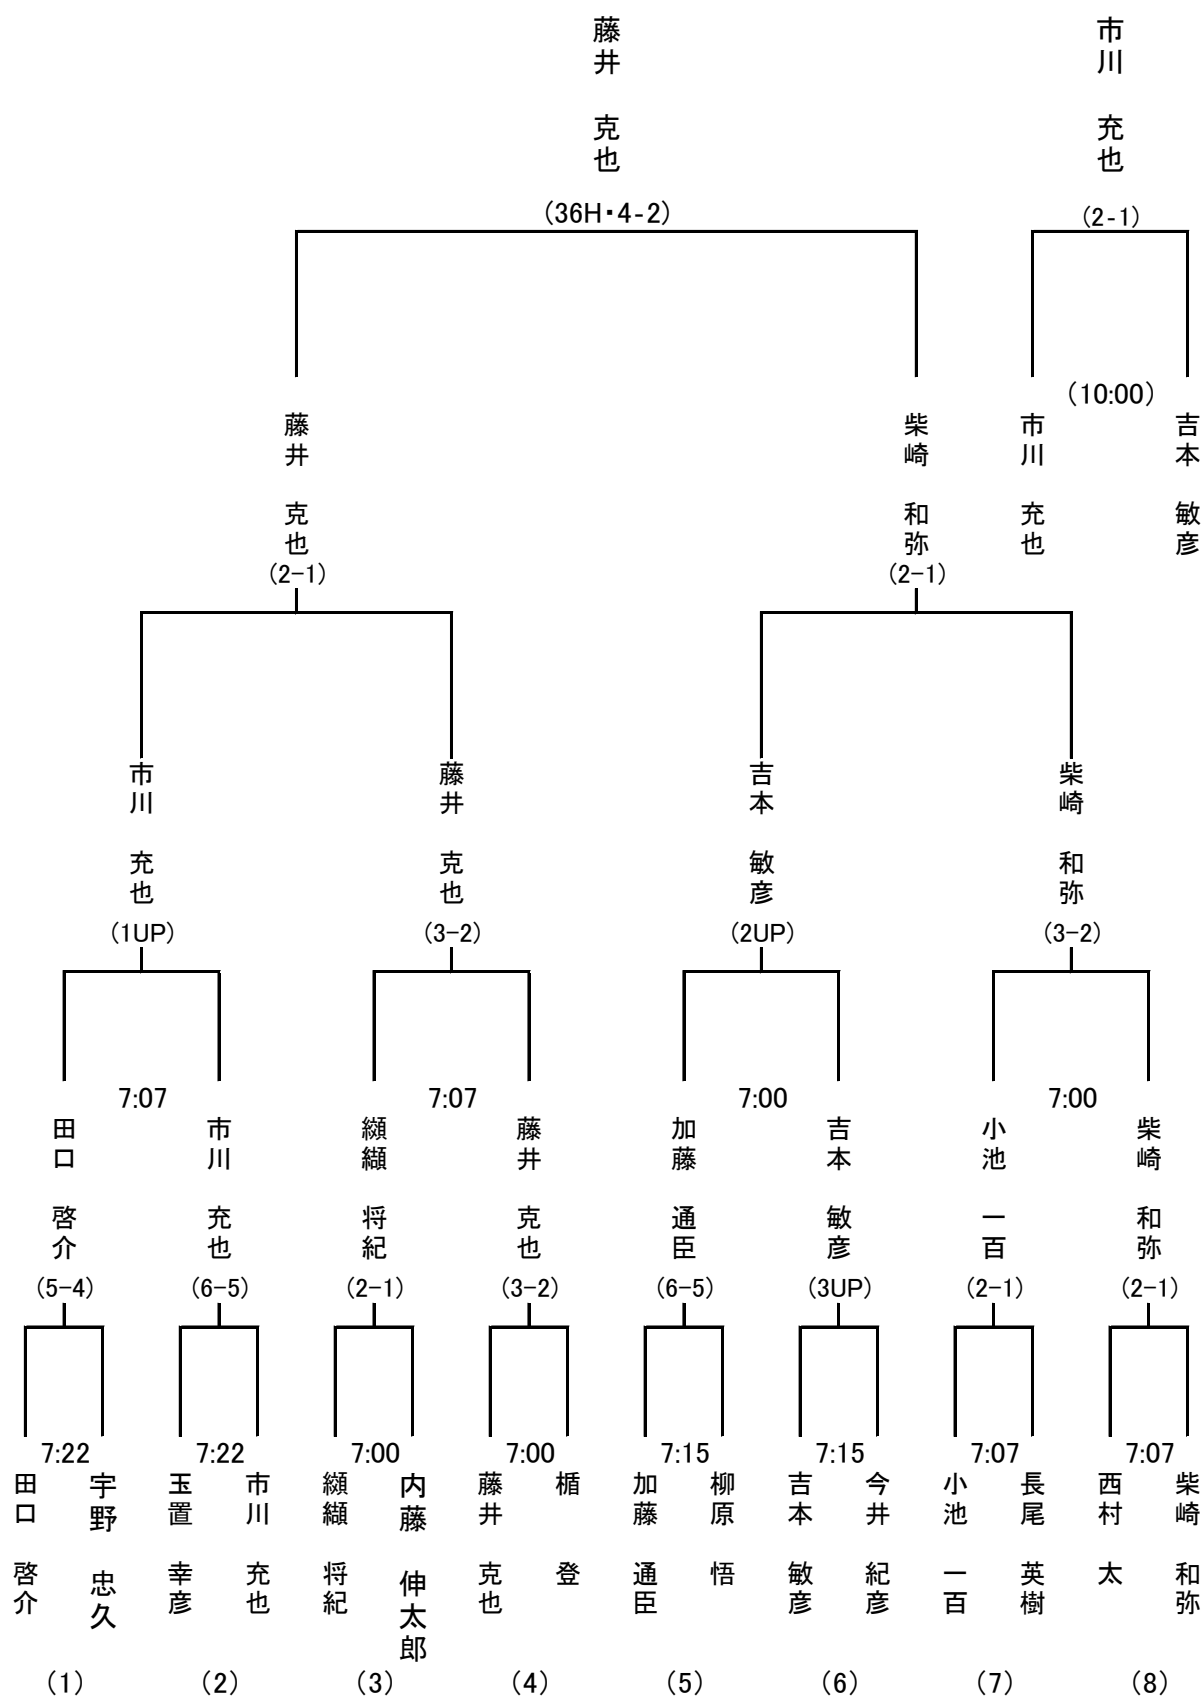 藤井 克也
市川 充也
(36H・4-2)
(2-1)
(10:00)
藤井 克也
柴崎 和弥
市川 充也
吉本 敏彦
(2-1)
(2-1)
市川 充也
藤井 克也
吉本 敏彦
柴崎 和弥
(1UP)
(3-2)
(2UP)
(3-2)
7:07
7:07
7:00
7:00
田口 啓介
市川 充也
纐纈 将紀
藤井 克也
加藤 通臣
吉本 敏彦
小池 一百
柴崎 和弥
(5-4)
(6-5)
(2-1)
(3-2)
(6-5)
(3UP)
(2-1)
(2-1)
7:22
7:22
7:00
7:00
7:15
7:15
7:07
7:07
田口 啓介
宇野 忠久
玉置 幸彦
市川 充也
纐纈 将紀
内藤 伸太郎
藤井 克也
楯 登
加藤 通臣
柳原 悟
吉本 敏彦
今井 紀彦
小池 一百
長尾 英樹
西村 太
柴崎 和弥
(1)
(2)
(3)
(4)
(5)
(6)
(7)
(8)